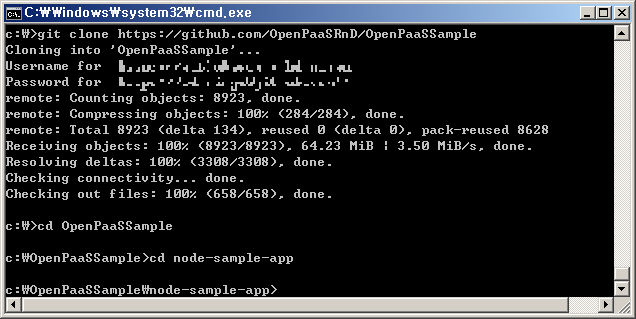 C:₩Windows₩system32₩cmd.exe
c:₩>git clone https://github.com/OpenPaaSRnD/OpenPaaSSample
Cloning into 'OpenPaaSSample'...
Username for
Password for
remote: Counting objects: 8923, done.
remote: Compressing objects: 100% (284/284), done.
remote: Total 8923 (delta 134), reused 0 (delta 0), pack-reused 8628
Receiving objects: 100% (8923/8923), 64.23 MiB | 3.50 MiB/s, done.
Resolving deltas: 100% (3308/3308), done.
Checking connectivity... done.
Checking out files: 100% (658/658), done.
c:₩>cd OpenPaaSSample
c:₩OpenPaaSSample>cd node-sample-app
c:₩OpenPaaSSample₩node-sample-app>